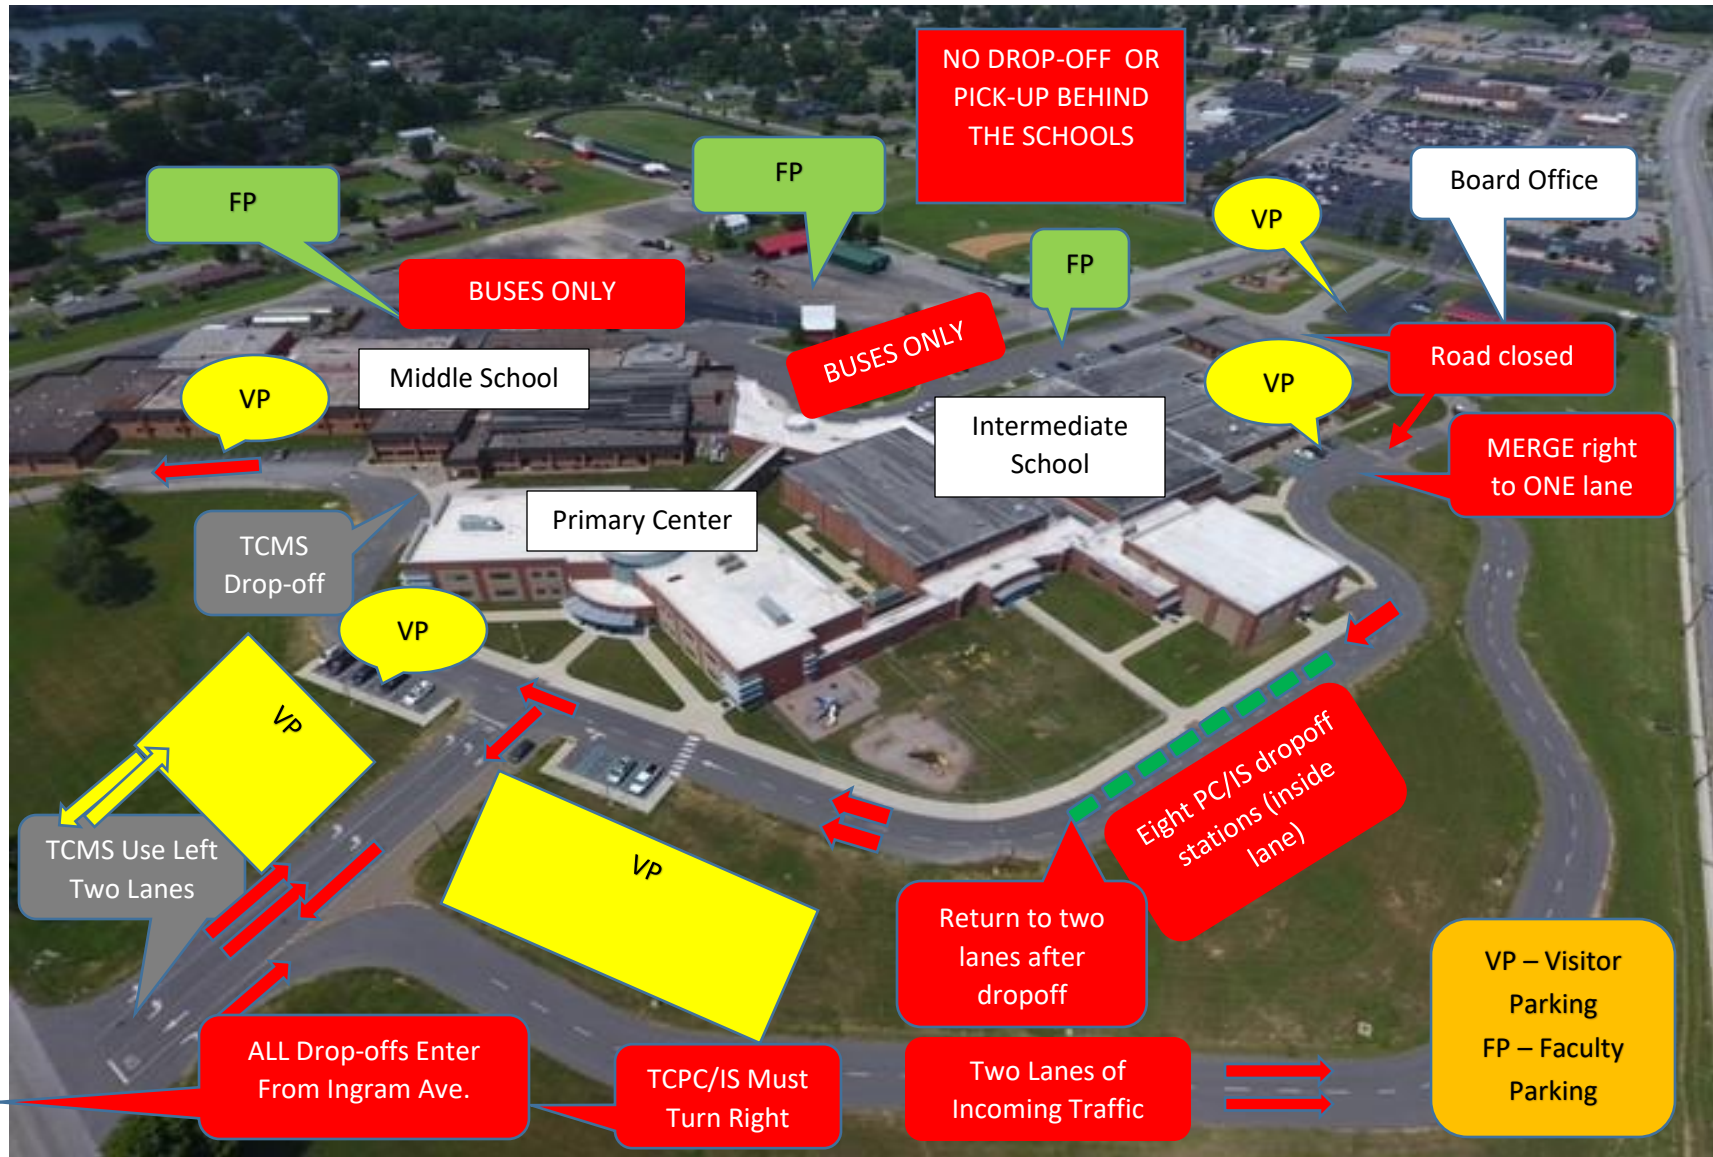 NO DROP-OFF OR
PICK-UP BEHIND
THE SCHOOLS
FP
Board Office
FP
VP
FP
BUSES ONLY
BUSES ONLY
Road closed
Middle School
VP
VP
Intermediate
School
MERGE right
to ONE lane
Primary Center
TCMS
Drop-off
VP
VP
Eight PC/IS dropoff
stations (inside
lane)
TCMS Use Left
Two Lanes
VP
Return to two
lanes after
dropoff
VP – Visitor
Parking
FP – Faculty
Parking
ALL Drop-offs Enter
From Ingram Ave.
TCPC/IS Must
Turn Right
Two Lanes of
Incoming Traffic